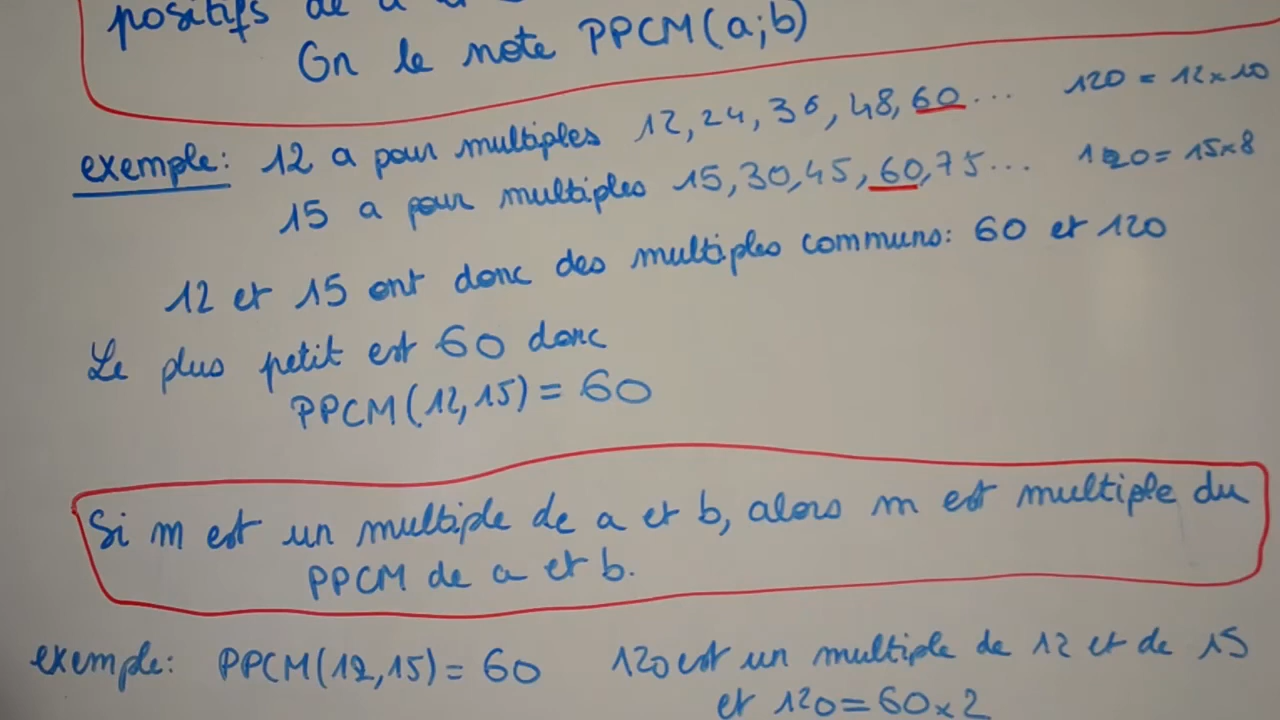 positifs de a
On le note PPCM(a;b)
exemple: 12 a pour multiples 12, 24, 36, 48, 60... 120 = 12 x 10
15 a pour multiples 15, 30, 45, 60, 75... 120 = 15 x 8
12 et 15 ont donc des multiples communs: 60 et 120
Le plus petit est 60 donc
PPCM(12,15) = 60
Si m est un multiple de a et b, alors m est multiple du
PPCM de a et b.
exemple: PPCM(12,15) = 60 120 est un multiple de 12 et de 15
et 120 = 60 x 2